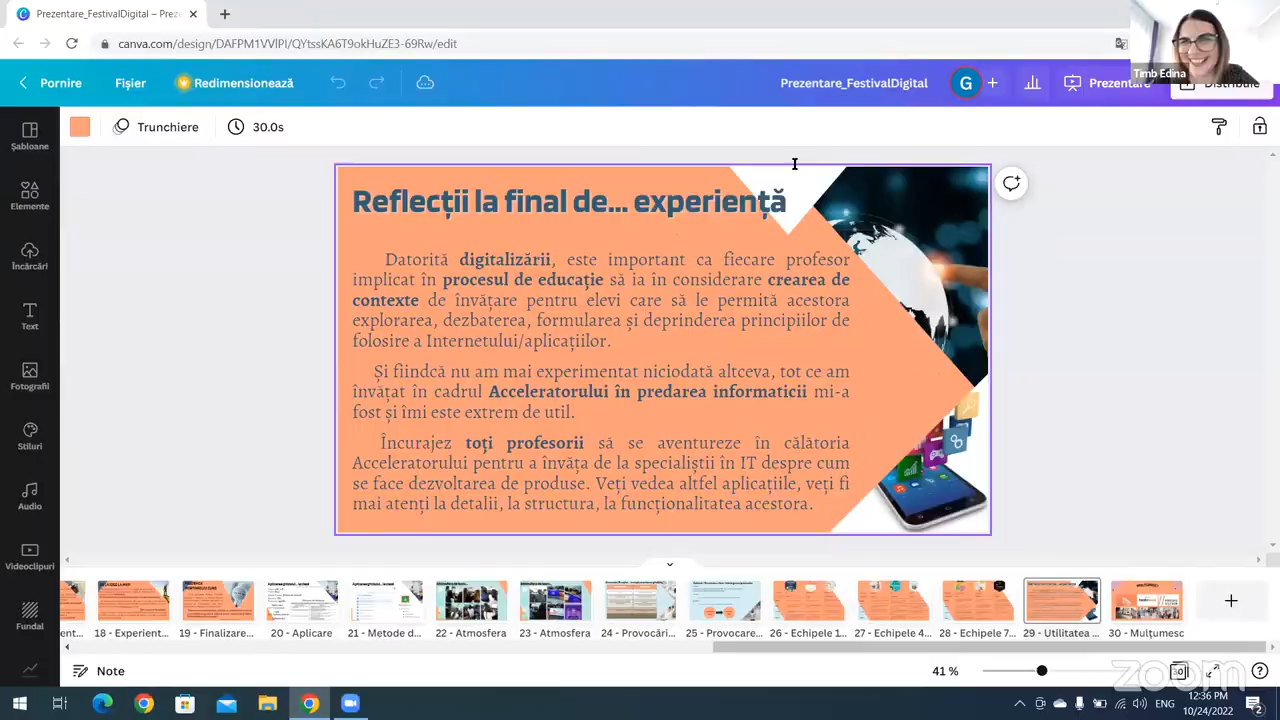 Prezentare_FestivalDigital – Prez
canva.com/design/DAFPM1VVlPI/QYtssKA6T9okHuZE3-69Rw/edit
Timb Edina
Pornire
Fișier
Redimensionează
Prezentare_FestivalDigital
G
Prezentare
Distribuie
Trunchiere
30.0s
Șabloane
Elemente
Încărcări
Text
Fotografii
Stiluri
Audio
Videoclipuri
Fundal
Reflecții la final de... experiență
Datorită digitalizării, este important ca fiecare profesor
implicat în procesul de educație să ia în considerare crearea de
contexte de învățare pentru elevi care să le permită acestora
explorarea, dezbaterea, formularea și deprinderea principiilor de
folosire a Internetului/aplicațiilor.
Și fiindcă nu am mai experimentat niciodată altceva, tot ce am
învățat în cadrul Acceleratorului în predarea informaticii mi-a
fost și îmi este extrem de util.
Încurajez toți profesorii să se aventureze în călătoria
Acceleratorului pentru a învăța de la specialiștii în IT despre cum
se face dezvoltarea de produse. Veți vedea altfel aplicațiile, veți fi
mai atenți la detalii, la structura, la funcționalitatea acestora.
ent...
18 - Experient...
19 - Finalizare...
20 - Aplicare
21 - Metode d...
22 - Atmosfera
23 - Atmosfera
24 - Provocări...
25 - Provocare...
26 - Echipele 1...
27 - Echipele 4...
28 - Echipele 7...
29 - Utilitatea ...
30 - Mulțumesc
Note
41 %
zoom
ENG
12:36 PM
10/24/2022
2